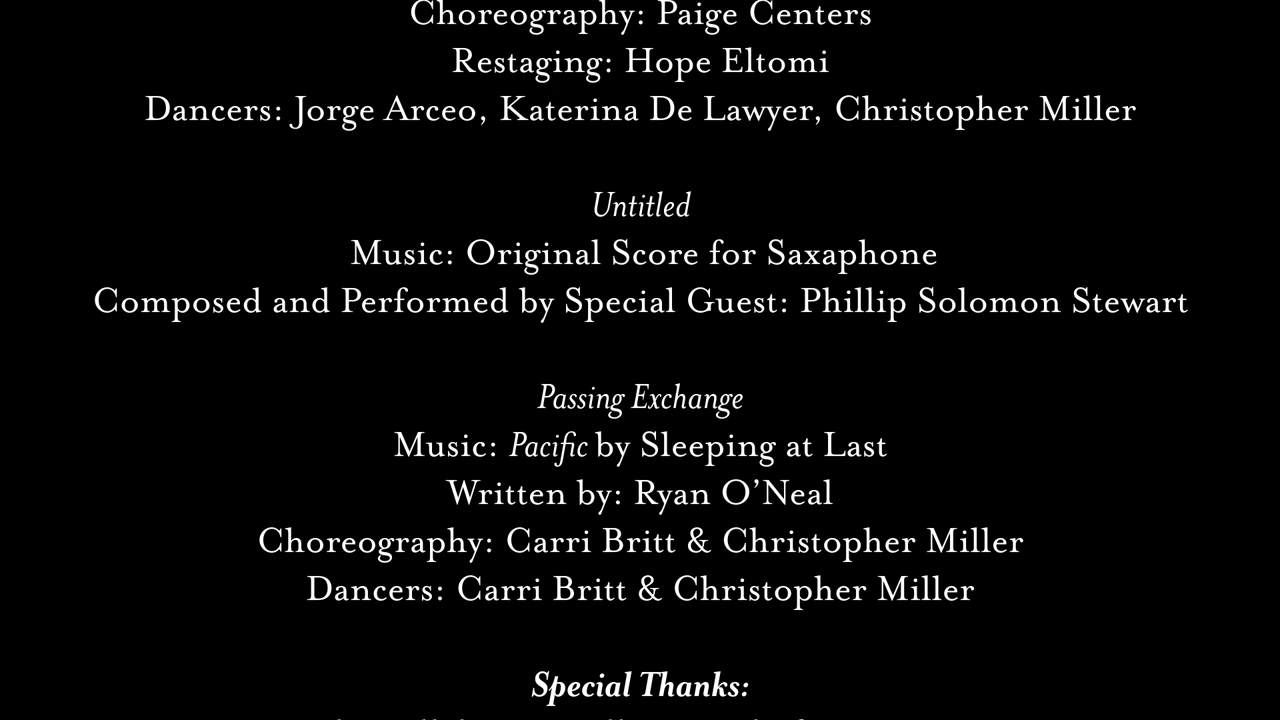 Choreography: Paige Centers
Restaging: Hope Eltomi
Dancers: Jorge Arceo, Katerina De Lawyer, Christopher Miller
Untitled
Music: Original Score for Saxaphone
Composed and Performed by Special Guest: Phillip Solomon Stewart
Passing Exchange
Music: Pacific by Sleeping at Last
Written by: Ryan O’Neal
Choreography: Carri Britt & Christopher Miller
Dancers: Carri Britt & Christopher Miller
Special Thanks: